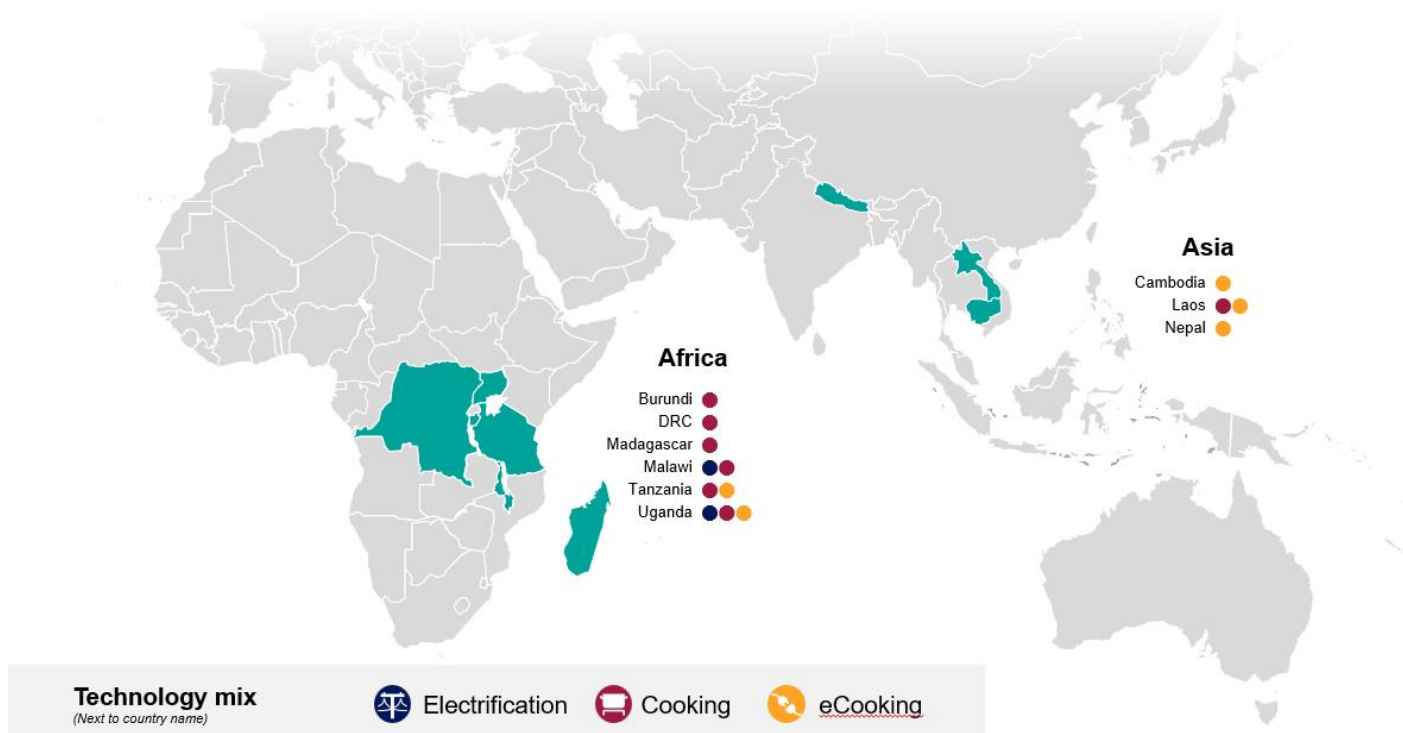 Asia
Cambodia
Laos
Nepal
Africa
Burundi
DRC
Madagascar
Malawi
Tanzania
Uganda
Technology mix
(Next to country name)
Electrification
Cooking
eCooking